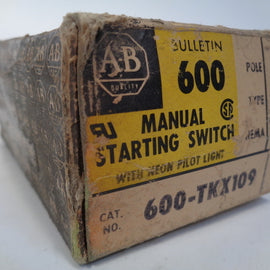 BULLETIN
AB
QUALITY
600
POLE
TYPE
MANUAL
STARTING SWITCH
NEMA
WITH NEON PILOT LIGHT
CAT.
NO.
600-TKX109